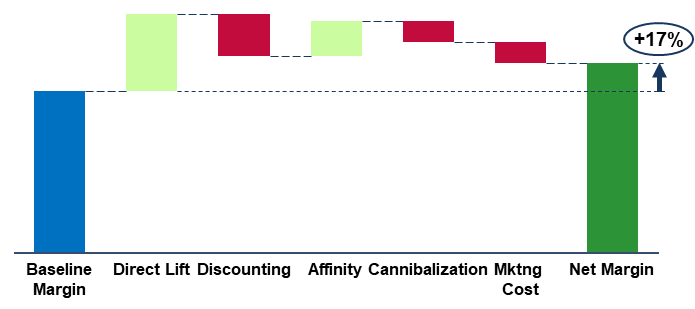 +17%
Baseline Direct Lift Discounting Affinity Cannibalization Mktng Net Margin
Margin Cost